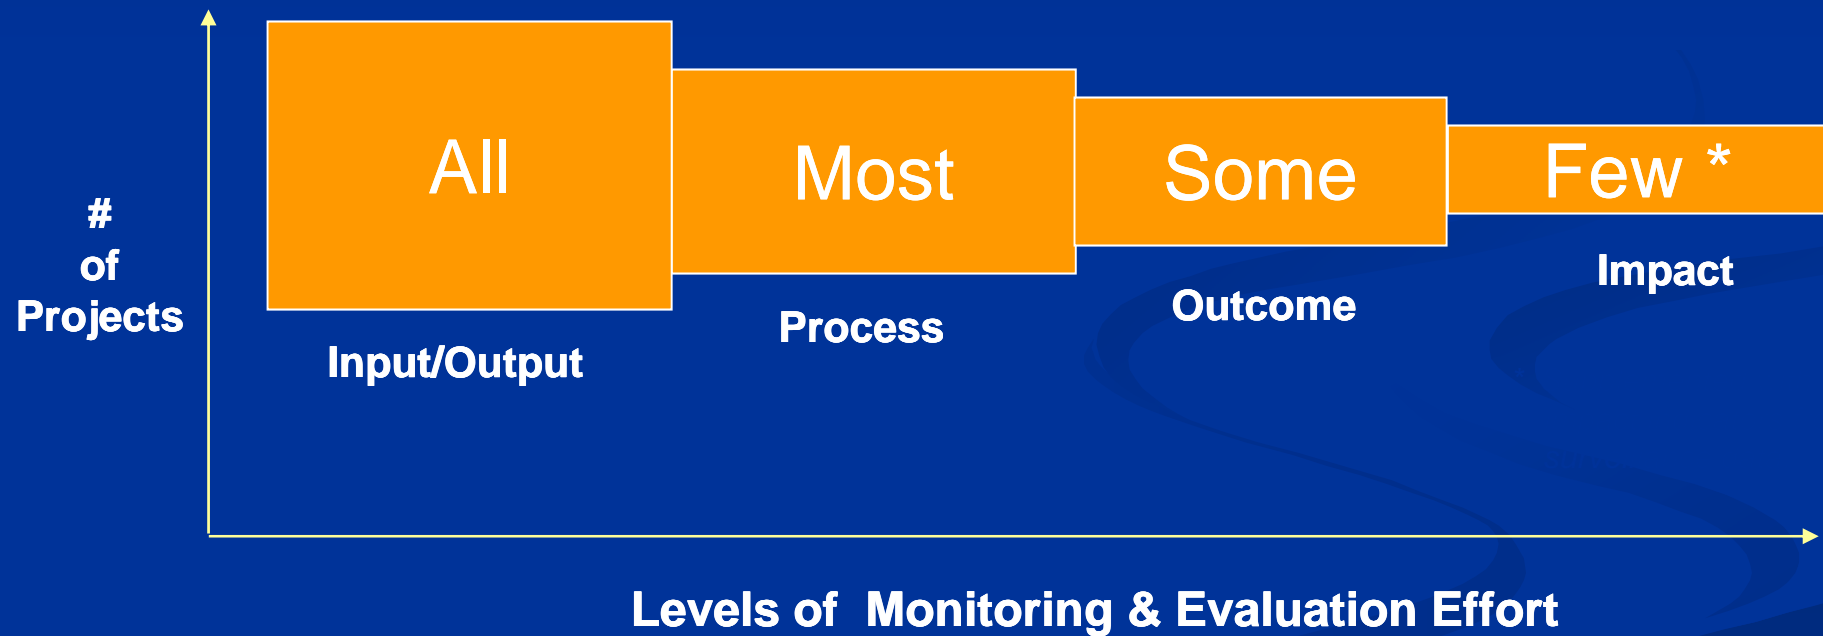 All
Most
Some
Few *
#
of
Projects
Input/Output
Process
Outcome
Impact
Levels of  Monitoring & Evaluation Effort